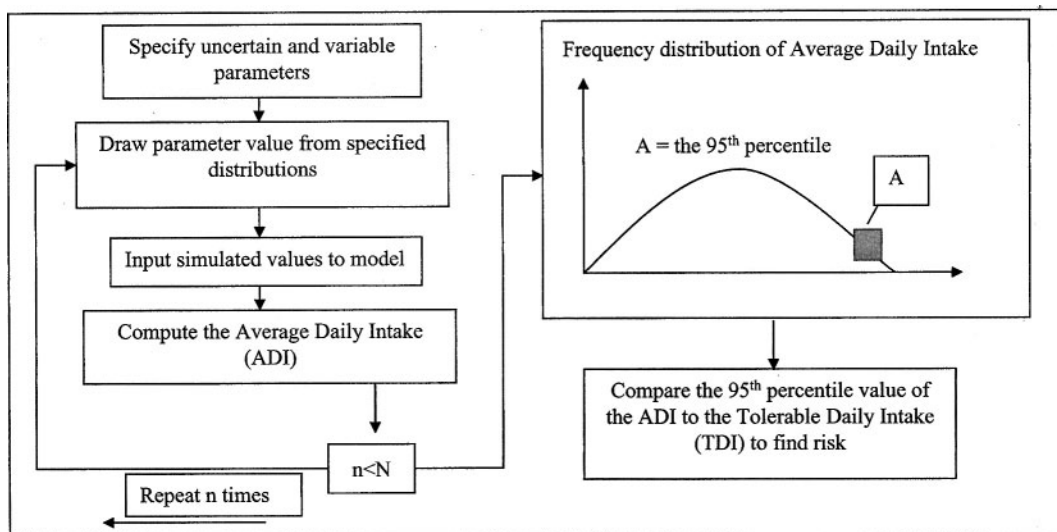 Specify uncertain and variable
parameters
Draw parameter value from specified
distributions
Input simulated values to model
Compute the Average Daily Intake
(ADI)
n<N
Repeat n times
Frequency distribution of Average Daily Intake
A = the 95th percentile
A
Compare the 95th percentile value of
the ADI to the Tolerable Daily Intake
(TDI) to find risk